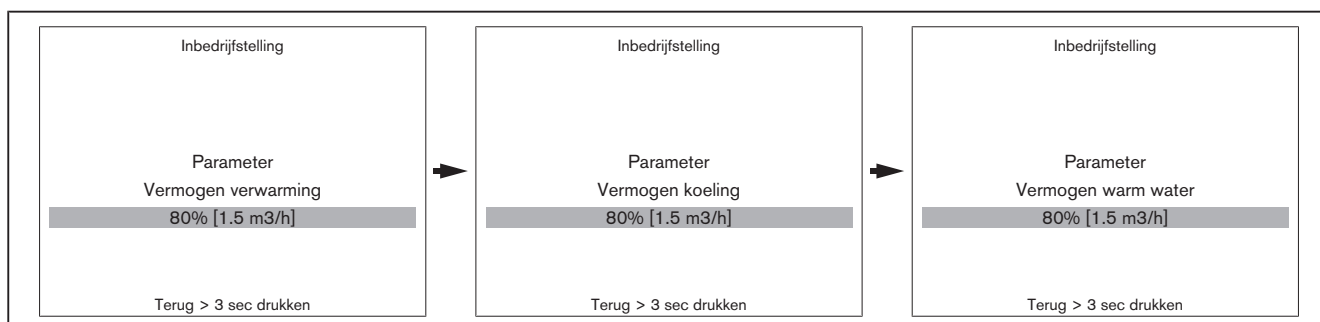 Inbedrijfstelling
Parameter
Vermogen verwarming
80% [1.5 m3/h]
Terug > 3 sec drukken
Inbedrijfstelling
Parameter
Vermogen koeling
80% [1.5 m3/h]
Terug > 3 sec drukken
Inbedrijfstelling
Parameter
Vermogen warm water
80% [1.5 m3/h]
Terug > 3 sec drukken